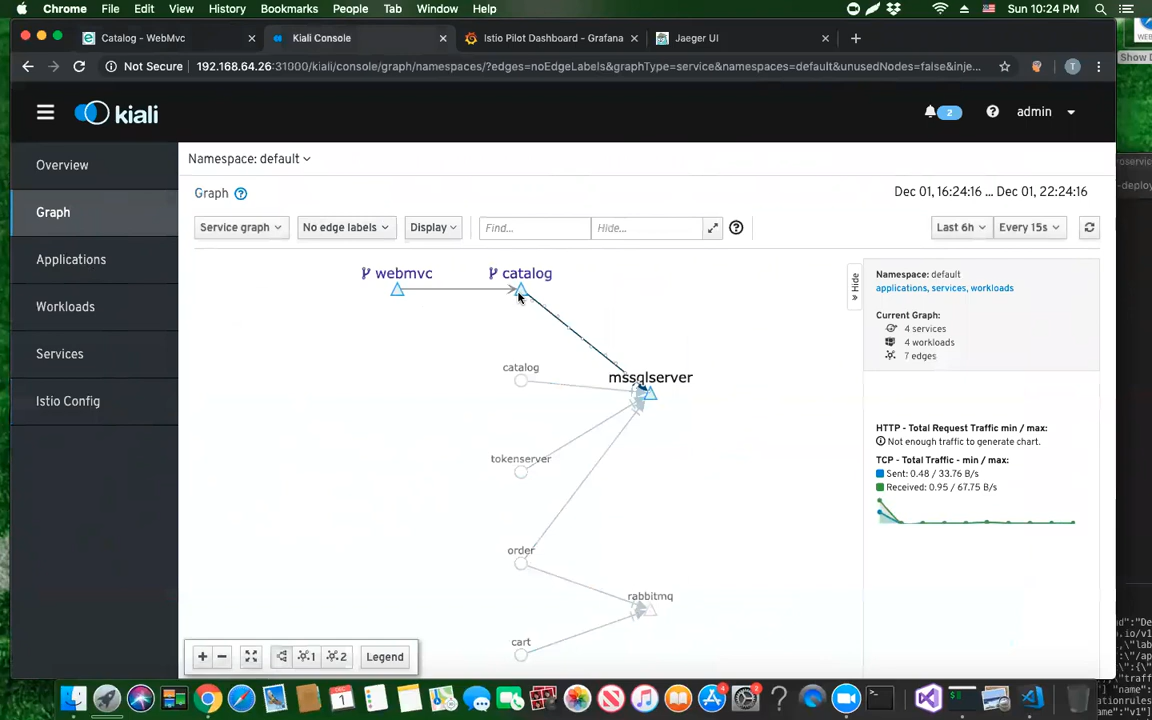 Chrome File Edit View History Bookmarks People Tab Window Help Sun 10:24 PM
Catalog - WebMvc Kiali Console Istio Pilot Dashboard - Grafana Jaeger UI
Not Secure 192.168.64.26:31000/kiali/console/graph/namespaces/?edges=noEdgeLabels&graphType=service&namespaces=default&unusedNodes=false&inje... T
kiali 2 admin
Overview
Graph
Applications
Workloads
Services
Istio Config
Namespace: default
Graph Dec 01, 16:24:16 ... Dec 01, 22:24:16
Service graph No edge labels Display Find... Hide... Last 6h Every 15s
webmvc catalog
catalog
mssqlserver
tokenserver
order
rabbitmq
cart
Hide
Namespace: default
applications, services, workloads
Current Graph:
4 services
4 workloads
7 edges
HTTP - Total Request Traffic min / max:
Not enough traffic to generate chart.
TCP - Total Traffic - min / max:
Sent: 0.48 / 33.76 B/s
Received: 0.95 / 67.75 B/s
1 2 Legend